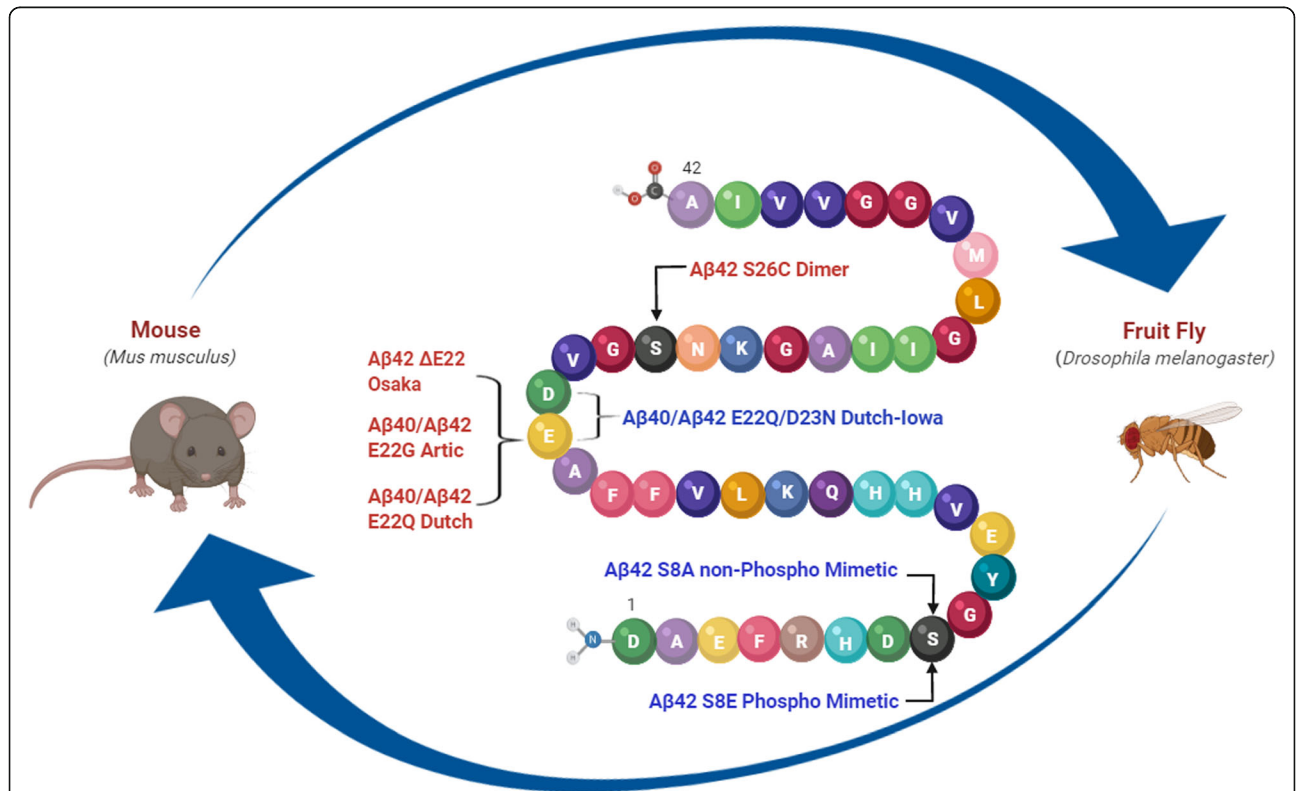 42
A I V V G G V
M
L
Aβ42 S26C Dimer
V G S N K G A I I G
Mouse
(Mus musculus)
Fruit Fly
(Drosophila melanogaster)
Aβ42 ΔE22
Osaka
Aβ40/Aβ42
E22G Artic
Aβ40/Aβ42
E22Q Dutch
D
E
Aβ40/Aβ42 E22Q/D23N Dutch-Iowa
A F F V L K Q H H V
E
Y
G
Aβ42 S8A non-Phospho Mimetic
1
D A E F R H D S
Aβ42 S8E Phospho Mimetic
H O O C
H N H